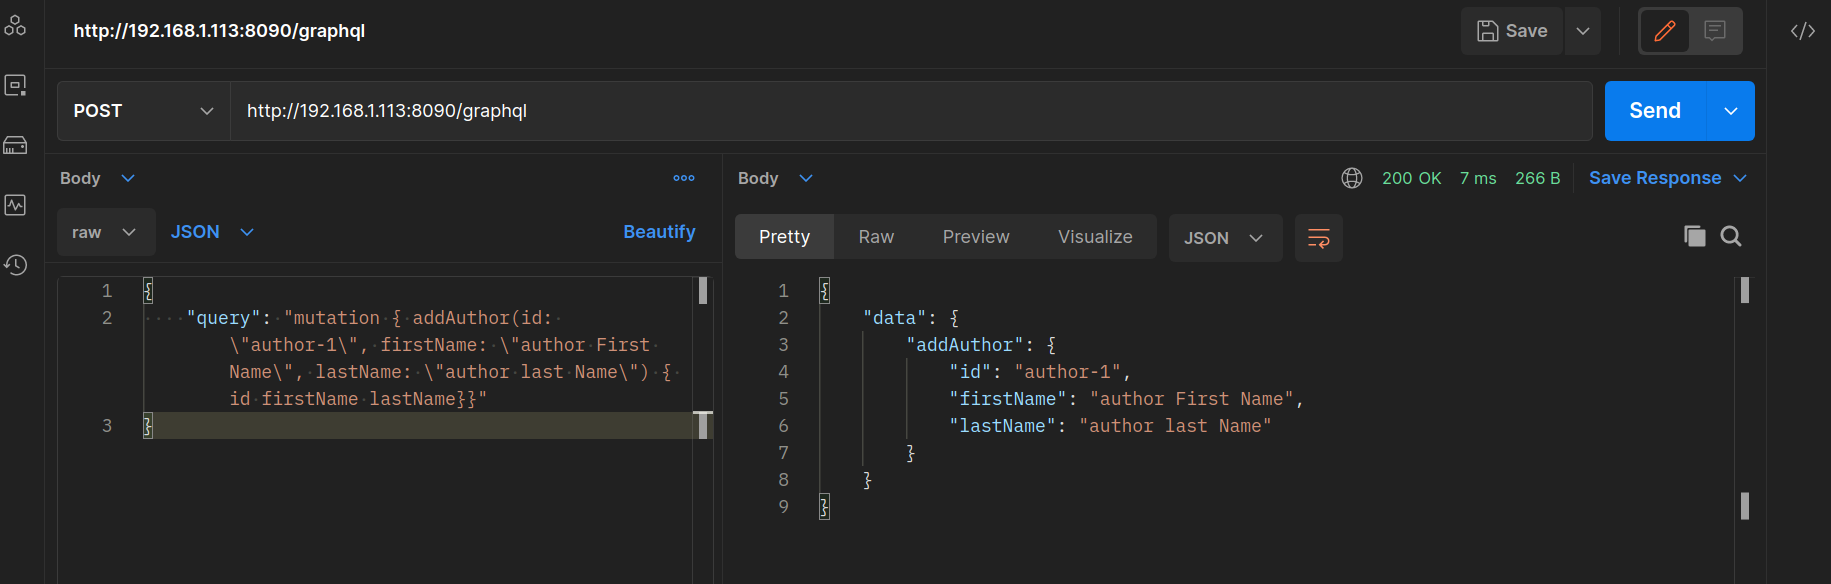 http://192.168.1.113:8090/graphql
Save
POST
http://192.168.1.113:8090/graphql
Send
Body
Body
200 OK 7 ms 266 B Save Response
raw
JSON
Beautify
Pretty Raw Preview Visualize JSON
1 {
2 "query": "mutation { addAuthor(id:
\"author-1\", firstName: \"author First
Name\", lastName: \"author last Name\") {
id firstName lastName}}"
3 }
1 {
2 "data": {
3 "addAuthor": {
4 "id": "author-1",
5 "firstName": "author First Name",
6 "lastName": "author last Name"
7 }
8 }
9 }